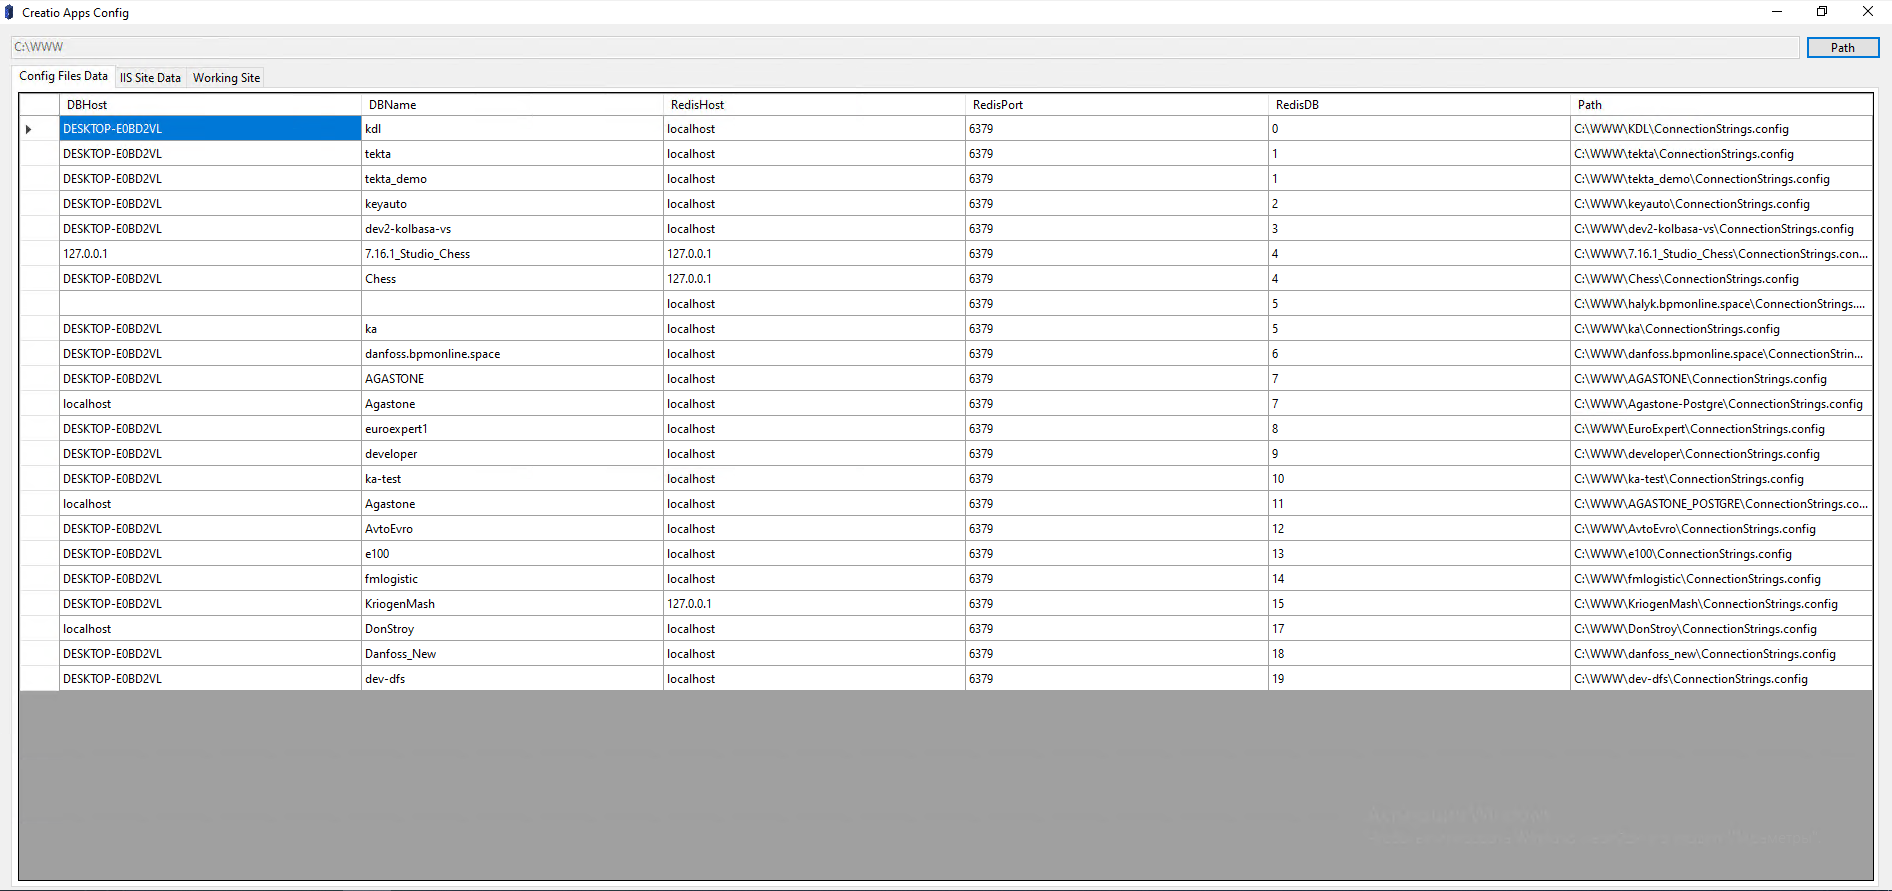 Creatio Apps Config
C:\WWW Path
Config Files Data IIS Site Data Working Site
DBHost DBName RedisHost RedisPort RedisDB Path
DESKTOP-E0BD2VL kdl localhost 6379 0 C:\WWW\KDL\ConnectionStrings.config
DESKTOP-E0BD2VL tekta localhost 6379 1 C:\WWW\tekta\ConnectionStrings.config
DESKTOP-E0BD2VL tekta_demo localhost 6379 1 C:\WWW\tekta_demo\ConnectionStrings.config
DESKTOP-E0BD2VL keyauto localhost 6379 2 C:\WWW\keyauto\ConnectionStrings.config
DESKTOP-E0BD2VL dev2-kolbasa-vs localhost 6379 3 C:\WWW\dev2-kolbasa-vs\ConnectionStrings.config
127.0.0.1 7.16.1_Studio_Chess 127.0.0.1 6379 4 C:\WWW\7.16.1_Studio_Chess\ConnectionStrings.con...
DESKTOP-E0BD2VL Chess 127.0.0.1 6379 4 C:\WWW\Chess\ConnectionStrings.config
localhost 6379 5 C:\WWW\halyk.bpmonline.space\ConnectionStrings....
DESKTOP-E0BD2VL ka localhost 6379 5 C:\WWW\ka\ConnectionStrings.config
DESKTOP-E0BD2VL danfoss.bpmonline.space localhost 6379 6 C:\WWW\danfoss.bpmonline.space\ConnectionStrin...
DESKTOP-E0BD2VL AGASTONE localhost 6379 7 C:\WWW\AGASTONE\ConnectionStrings.config
localhost Agastone localhost 6379 7 C:\WWW\Agastone-Postgre\ConnectionStrings.config
DESKTOP-E0BD2VL euroexpert1 localhost 6379 8 C:\WWW\EuroExpert\ConnectionStrings.config
DESKTOP-E0BD2VL developer localhost 6379 9 C:\WWW\developer\ConnectionStrings.config
DESKTOP-E0BD2VL ka-test localhost 6379 10 C:\WWW\ka-test\ConnectionStrings.config
localhost Agastone localhost 6379 11 C:\WWW\AGASTONE_POSTGRE\ConnectionStrings.co...
DESKTOP-E0BD2VL AvtoEvro localhost 6379 12 C:\WWW\AvtoEvro\ConnectionStrings.config
DESKTOP-E0BD2VL e100 localhost 6379 13 C:\WWW\e100\ConnectionStrings.config
DESKTOP-E0BD2VL fmlogistic localhost 6379 14 C:\WWW\fmlogistic\ConnectionStrings.config
DESKTOP-E0BD2VL KriogenMash 127.0.0.1 6379 15 C:\WWW\KriogenMash\ConnectionStrings.config
localhost DonStroy localhost 6379 17 C:\WWW\DonStroy\ConnectionStrings.config
DESKTOP-E0BD2VL Danfoss_New localhost 6379 18 C:\WWW\danfoss_new\ConnectionStrings.config
DESKTOP-E0BD2VL dev-dfs localhost 6379 19 C:\WWW\dev-dfs\ConnectionStrings.config